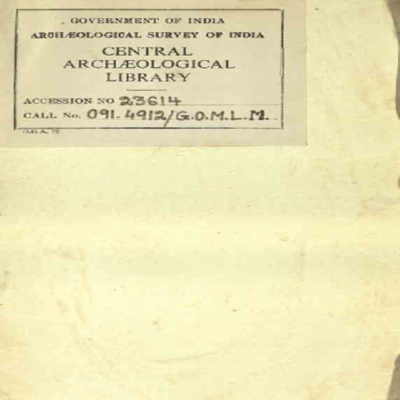 GOVERNMENT OF INDIA
ARCHÆOLOGICAL SURVEY OF INDIA
CENTRAL
ARCHÆOLOGICAL
LIBRARY
ACCESSION NO 23614
CALL No. 091.4912/G.O.M.L.M.